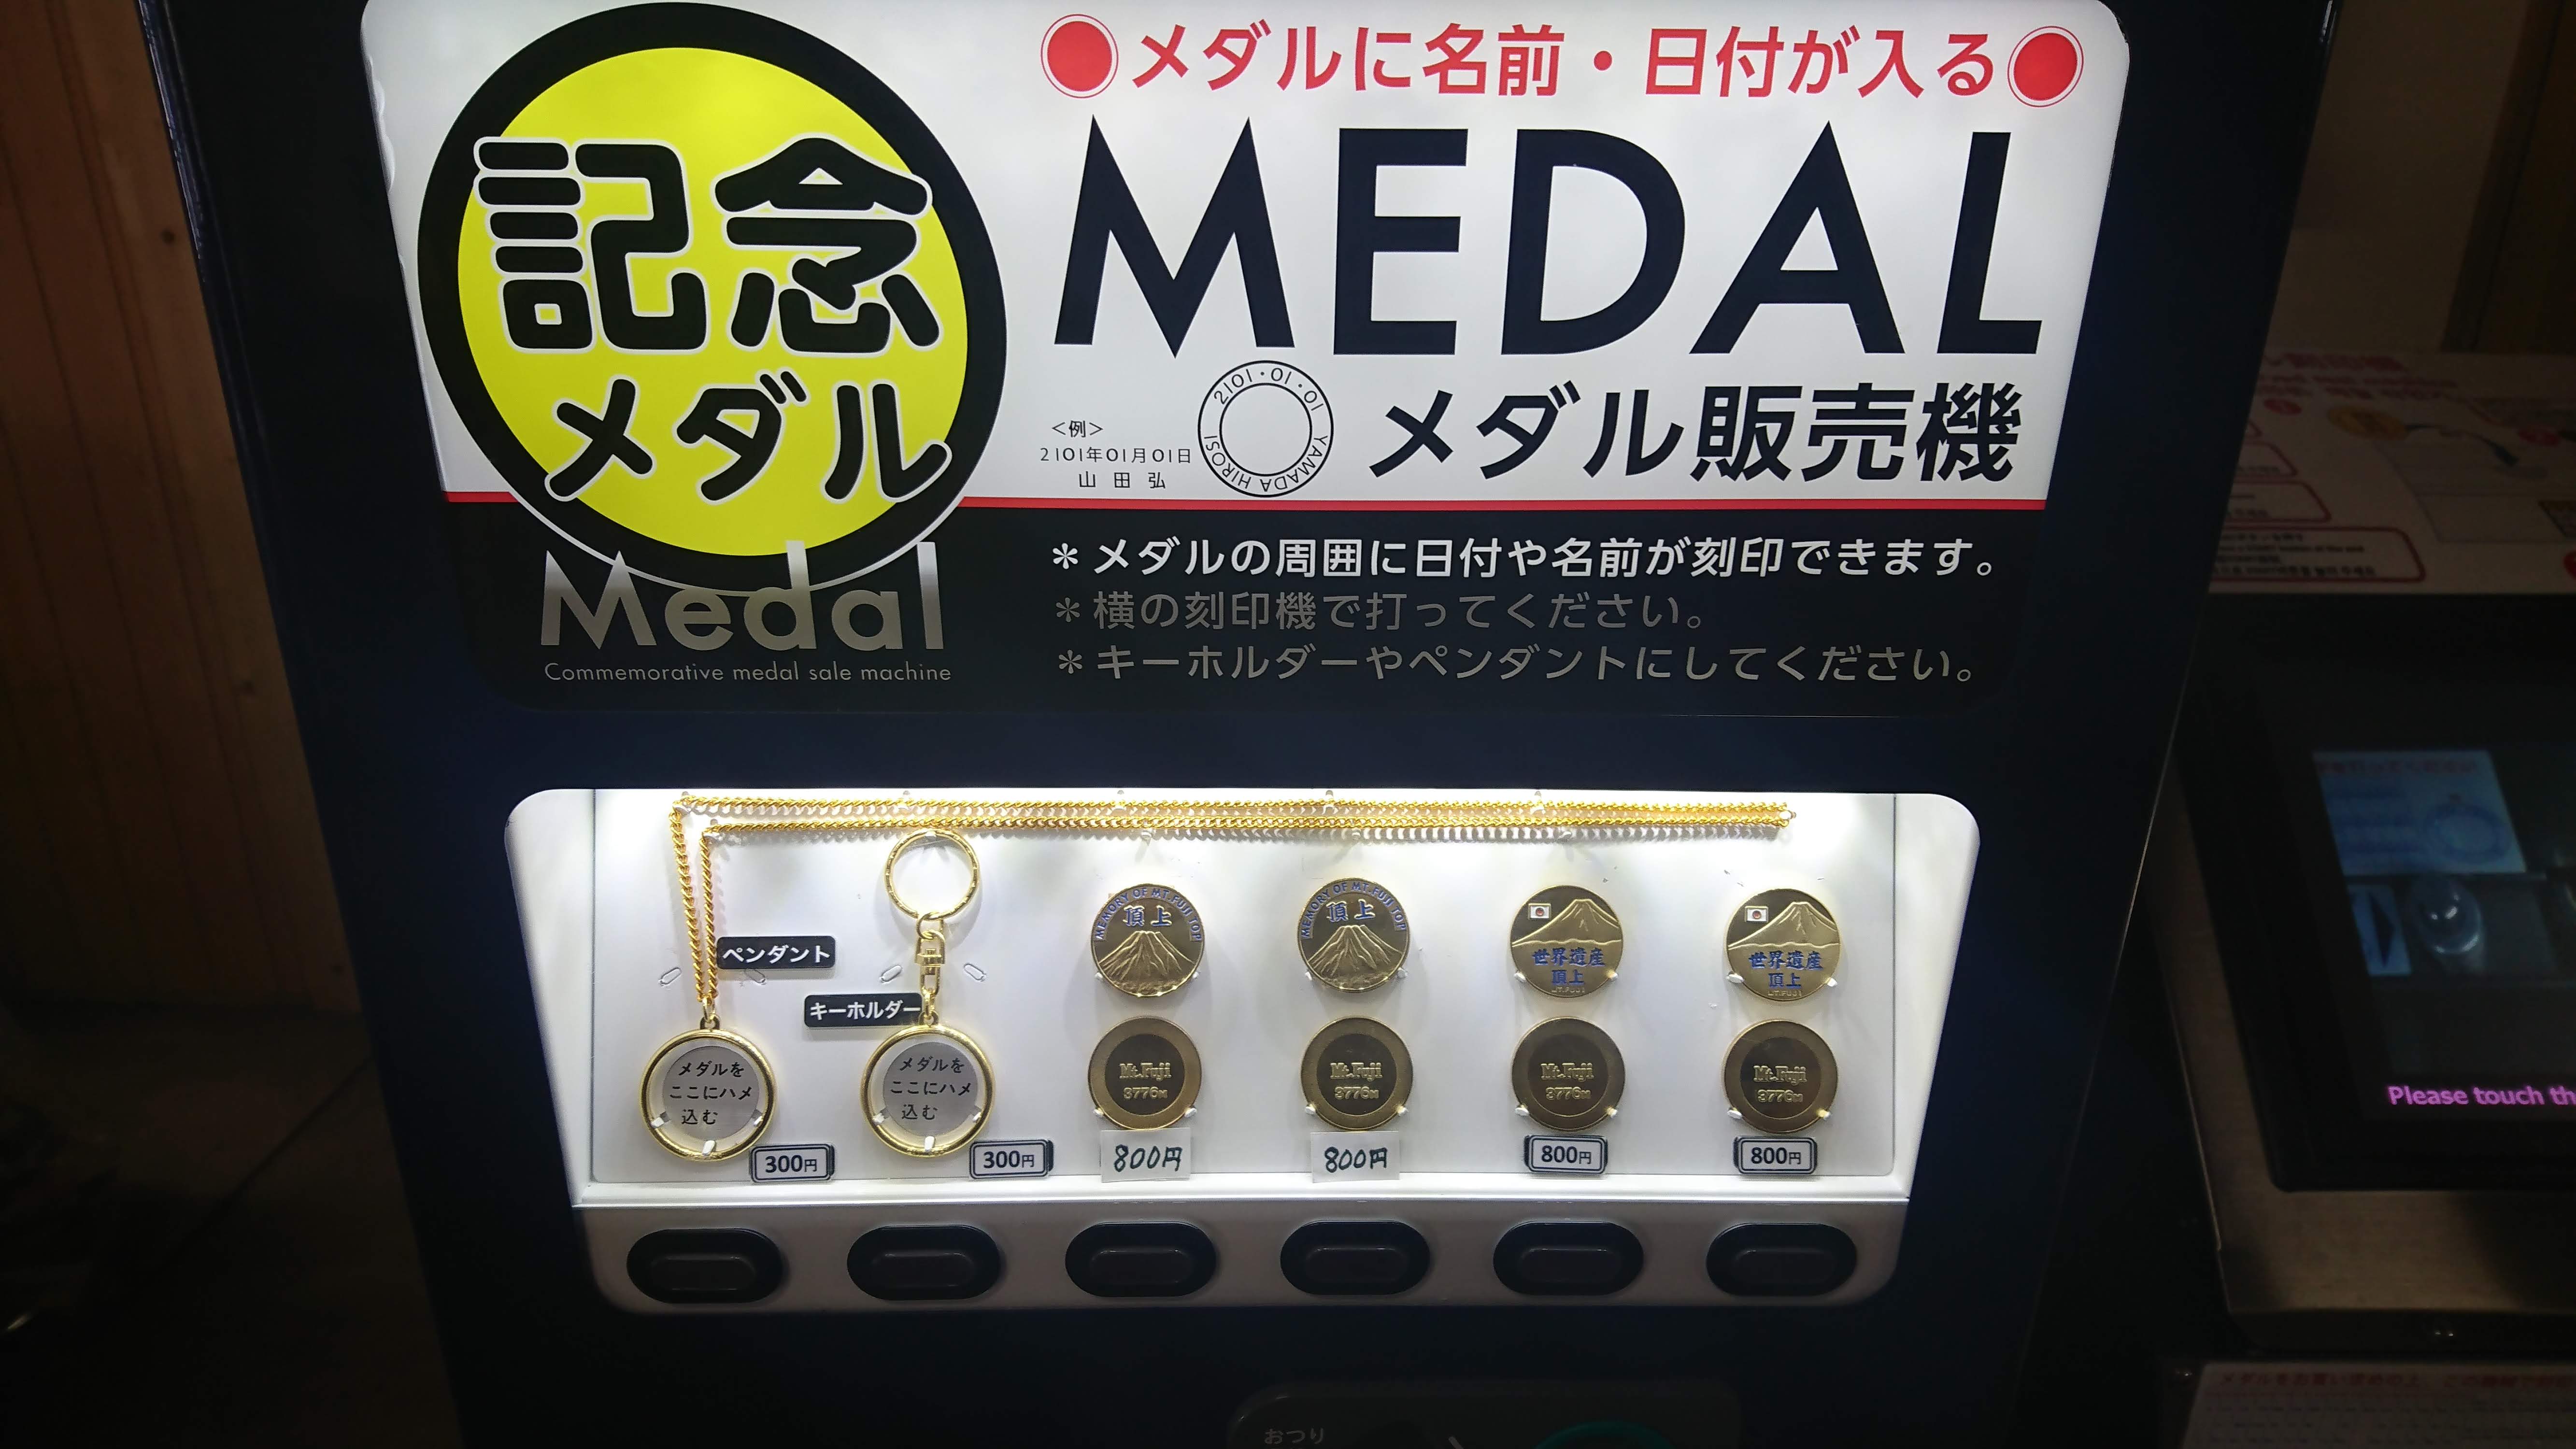 ●メダルに名前・日付が入る●
記念
メダル
MEDAL
メダル販売機
<例>
2101年01月01日
山田弘
2101・01・01
YAMADA HIROSI
Medal
Commemorative medal sale machine
*メダルの周囲に日付や名前が刻印できます。
*横の刻印機で打ってください。
*キーホルダーやペンダントにしてください。
ペンダント
キーホルダー
メダルを
ここにハメ
込む
メダルを
ここにハメ
込む
MEMORY OF MT.FUJI TOP
頂上
MEMORY OF MT.FUJI TOP
頂上
世界遺産
頂上
MT.FUJI
世界遺産
頂上
MT.FUJI
Mt.Fuji
3776M
Mt.Fuji
3776M
Mt.Fuji
3776M
Mt.Fuji
3776M
300円
300円
800円
800円
800円
800円
Please touch th
おつり